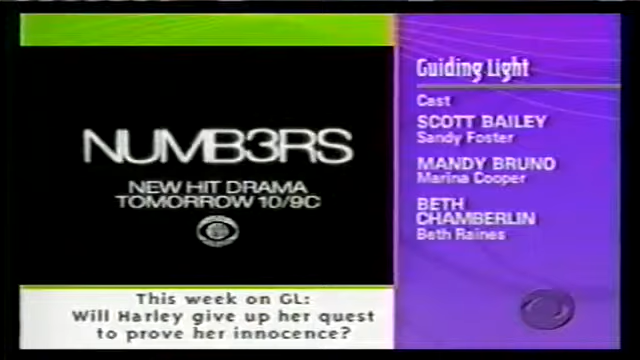 NUMB3RS
NEW HIT DRAMA
TOMORROW 10/9C
This week on GL:
Will Harley give up her quest
to prove her innocence?
Guiding Light
Cast
SCOTT BAILEY
Sandy Foster
MANDY BRUNO
Marina Cooper
BETH
CHAMBERLIN
Beth Raines